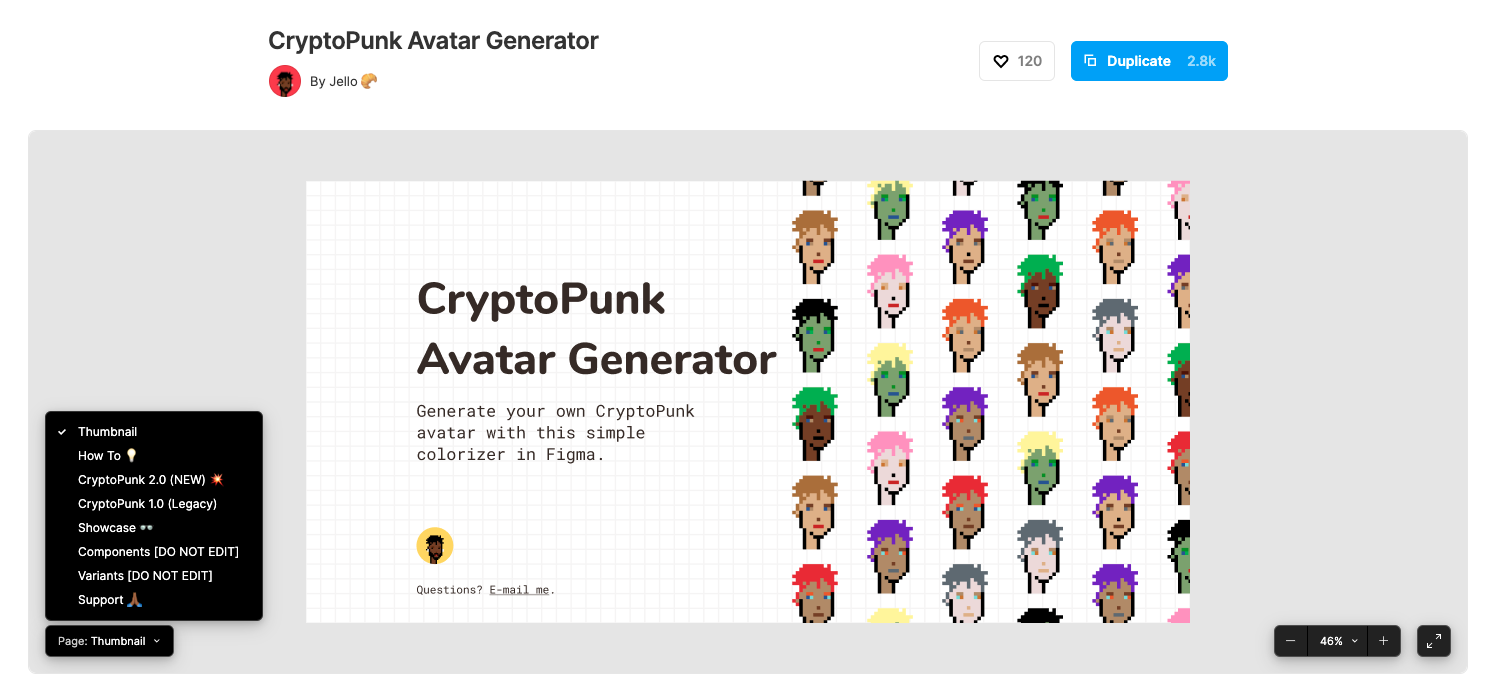 CryptoPunk Avatar Generator
By Jello 🥐
120
Duplicate 2.8k
CryptoPunk
Avatar Generator
Generate your own CryptoPunk
avatar with this simple
colorizer in Figma.
Questions? E-mail me.
Thumbnail
How To 💡
CryptoPunk 2.0 (NEW) 💥
CryptoPunk 1.0 (Legacy)
Showcase 🕶️
Components [DO NOT EDIT]
Variants [DO NOT EDIT]
Support 🙏🏾
Page: Thumbnail
46%